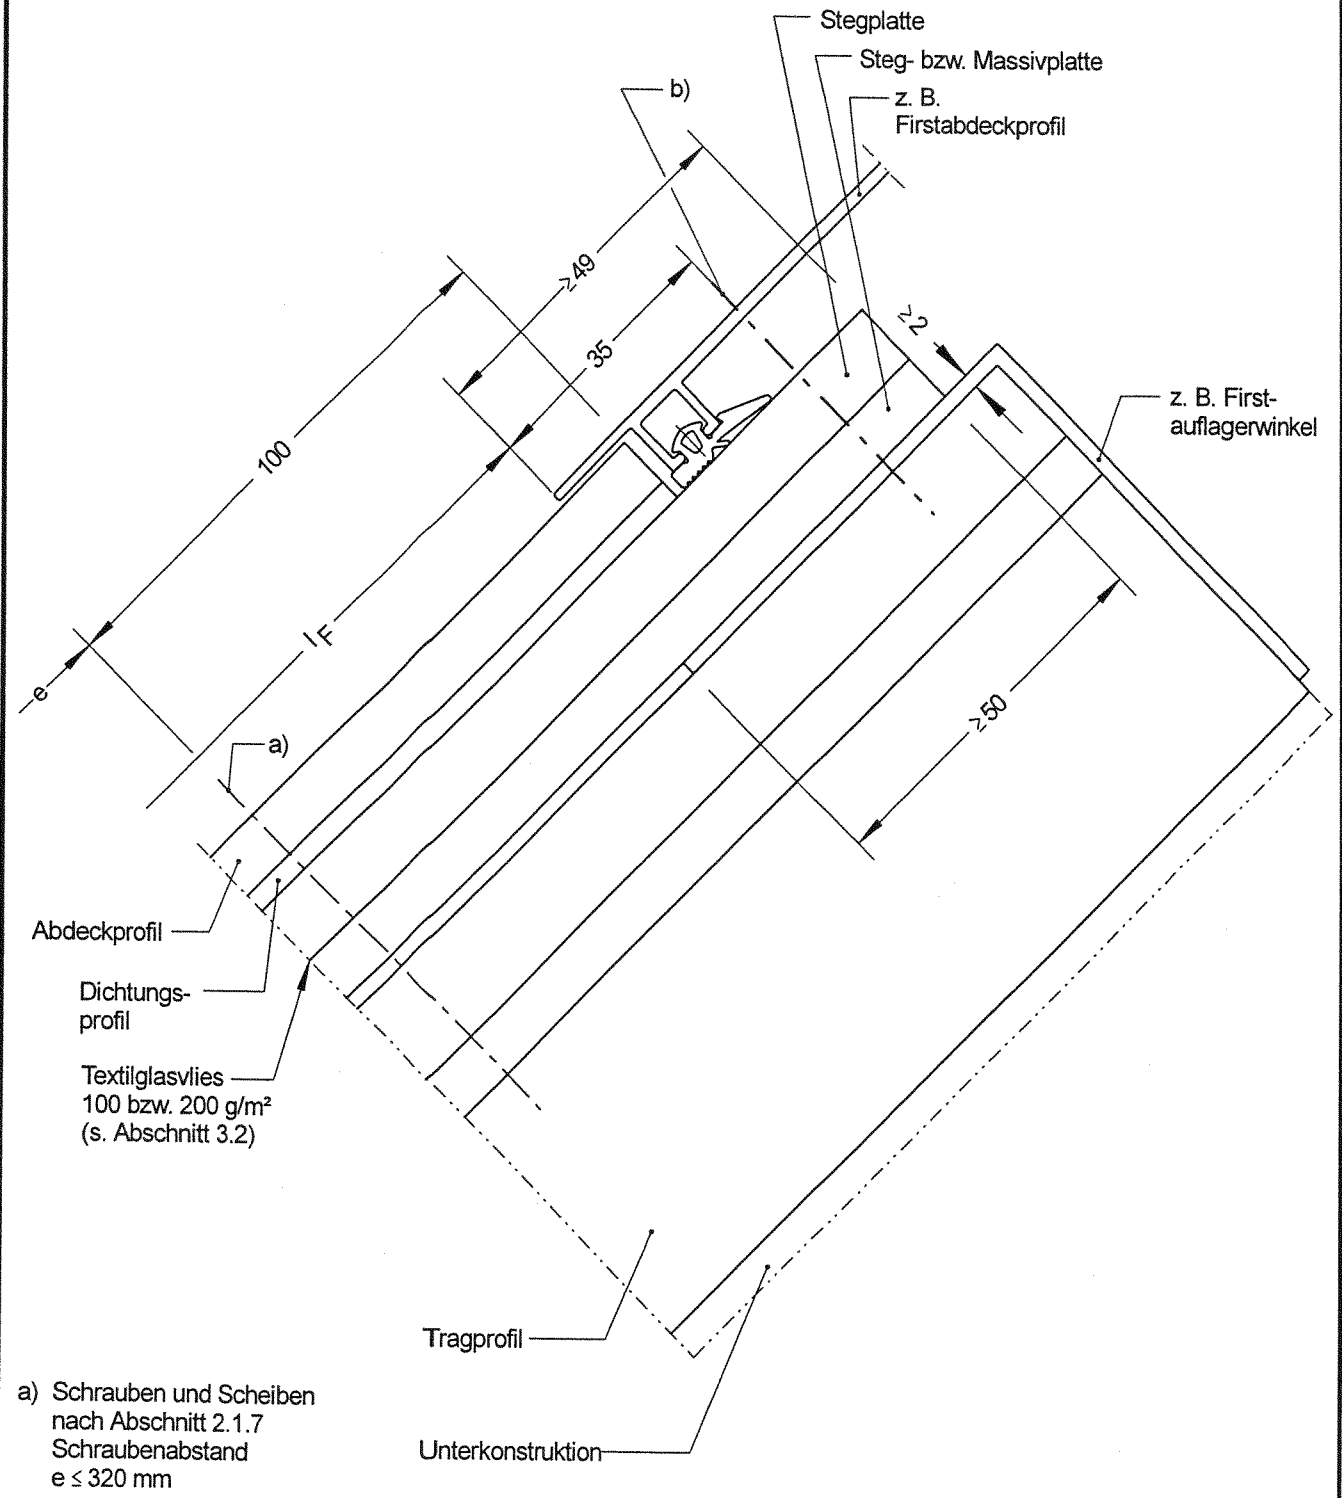 Stegplatte
Steg- bzw. Massivplatte
b)
z. B.
Firstabdeckprofil
≥49
≥2
35
z. B. First-
auflagerwinkel
100
lF
≥50
e
a)
Abdeckprofil
Dichtungs-
profil
Textilglasvlies
100 bzw. 200 g/m²
(s. Abschnitt 3.2)
Tragprofil
a) Schrauben und Scheiben
nach Abschnitt 2.1.7
Schraubenabstand
e ≤ 320 mm
Unterkonstruktion